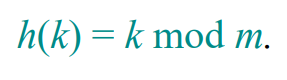 h(k) = k mod m.